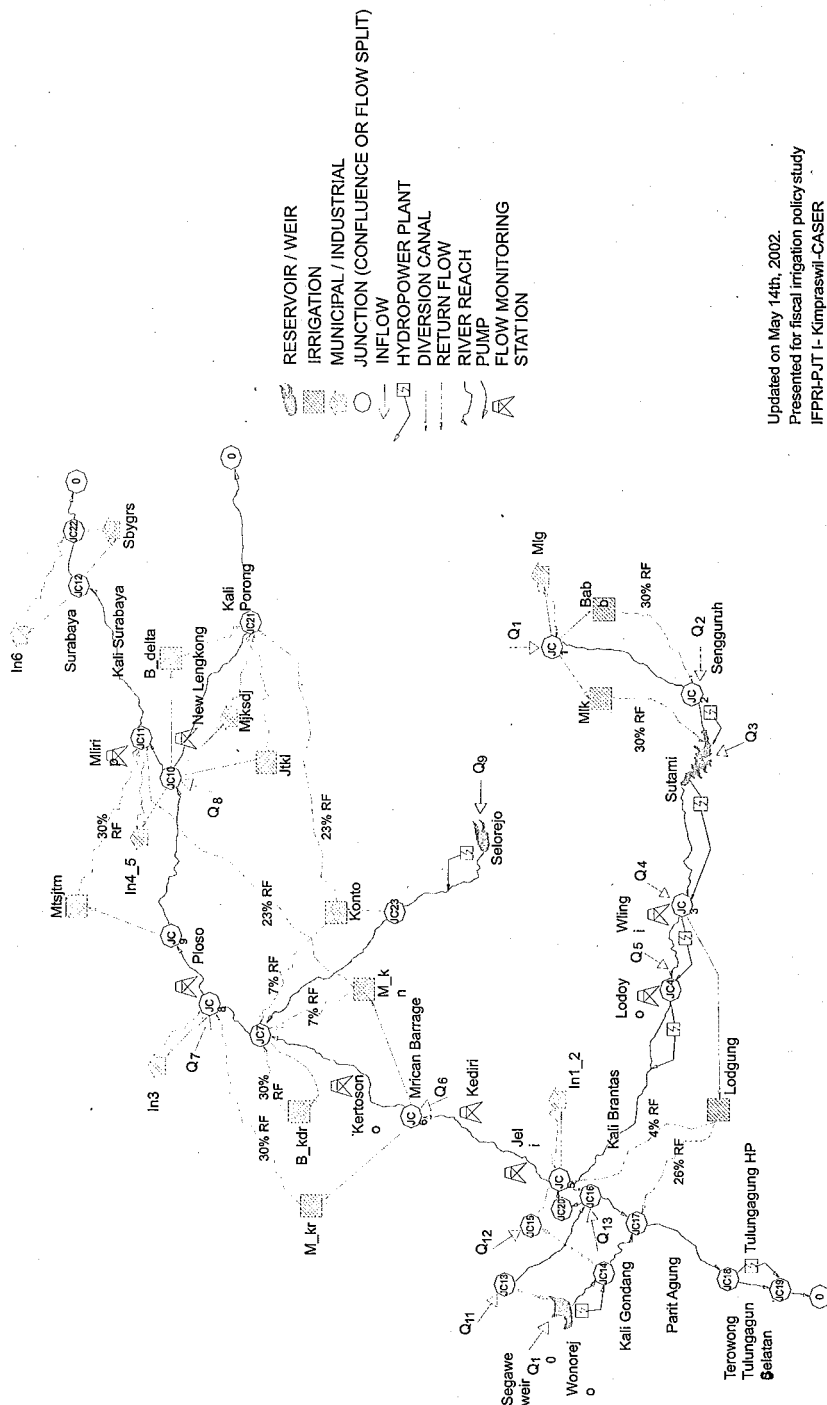 In6
Surabaya
JC12
JC22
0
Sbygrs
Kali Surabaya
Mliri
p
JC11
B_delta
New Lengkong
Kali
Porong
JC21
0
Mtsjtm
30%
RF
In4_5
JC10
Q8
Mjksdj
Jtkl
JC
9
Ploso
23% RF
23% RF
In3
Q7
JC
8
JC7
7% RF
7% RF
Konto
JC23
Selorejo
Q9
30%
RF
30% RF
B_kdr
M_k
n
M_kr
Kertoson
o
Mrican Barrage
JC
6
Q6
Kediri
Jel
i
In1_2
JC
5
JC20
JC16
JC15
Q12
Q13
JC13
Q11
JC14
JC17
Segawe
weir
Q1
0
Wonorej
o
Kali Gondang
Parit Agung
Kali Brantas
4% RF
26% RF
Lodgung
Terowong
Tulungagun
Selatan
JC18
JC19
0
Tulungagung HP
Lodoy
o
JC4
Q5
Wling
i
Q4
JC
3
Sutami
Q3
30% RF
Mlk
Q1
JC
1
Mlg
Bab
b
30% RF
JC
2
Q2
Sengguruh
RESERVOIR / WEIR
IRRIGATION
MUNICIPAL / INDUSTRIAL
JUNCTION (CONFLUENCE OR FLOW SPLIT)
INFLOW
HYDROPOWER PLANT
DIVERSION CANAL
RETURN FLOW
RIVER REACH
PUMP
FLOW MONITORING
STATION
Updated on May 14th, 2002.
Presented for fiscal irrigation policy study
IFPRI-PJT I- Kimpraswil-CASER